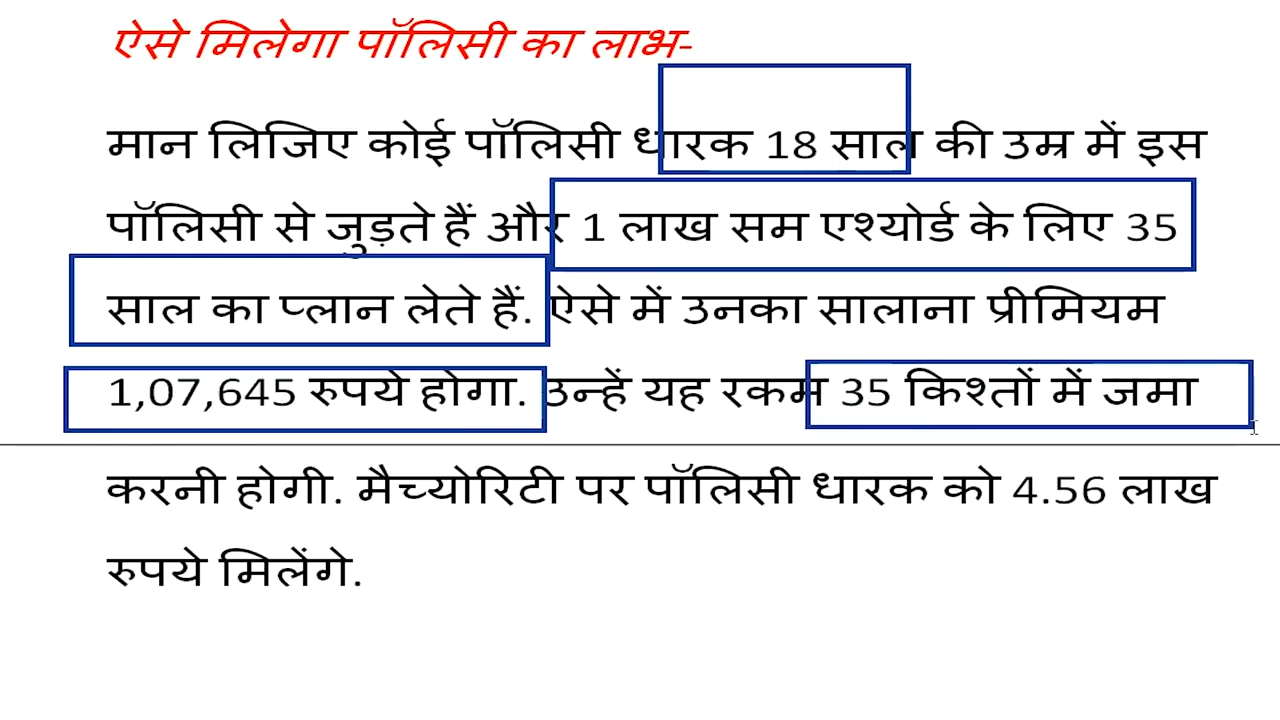 ऐसे मिलेगा पॉलिसी का लाभ-
मान लिजिए कोई पॉलिसी धारक 18 साल की उम्र में इस
पॉलिसी से जुड़ते हैं और 1 लाख सम एश्योर्ड के लिए 35
साल का प्लान लेते हैं. ऐसे में उनका सालाना प्रीमियम
1,07,645 रुपये होगा. उन्हें यह रकम 35 किश्तों में जमा
करनी होगी. मैच्योरिटी पर पॉलिसी धारक को 4.56 लाख
रुपये मिलेंगे.